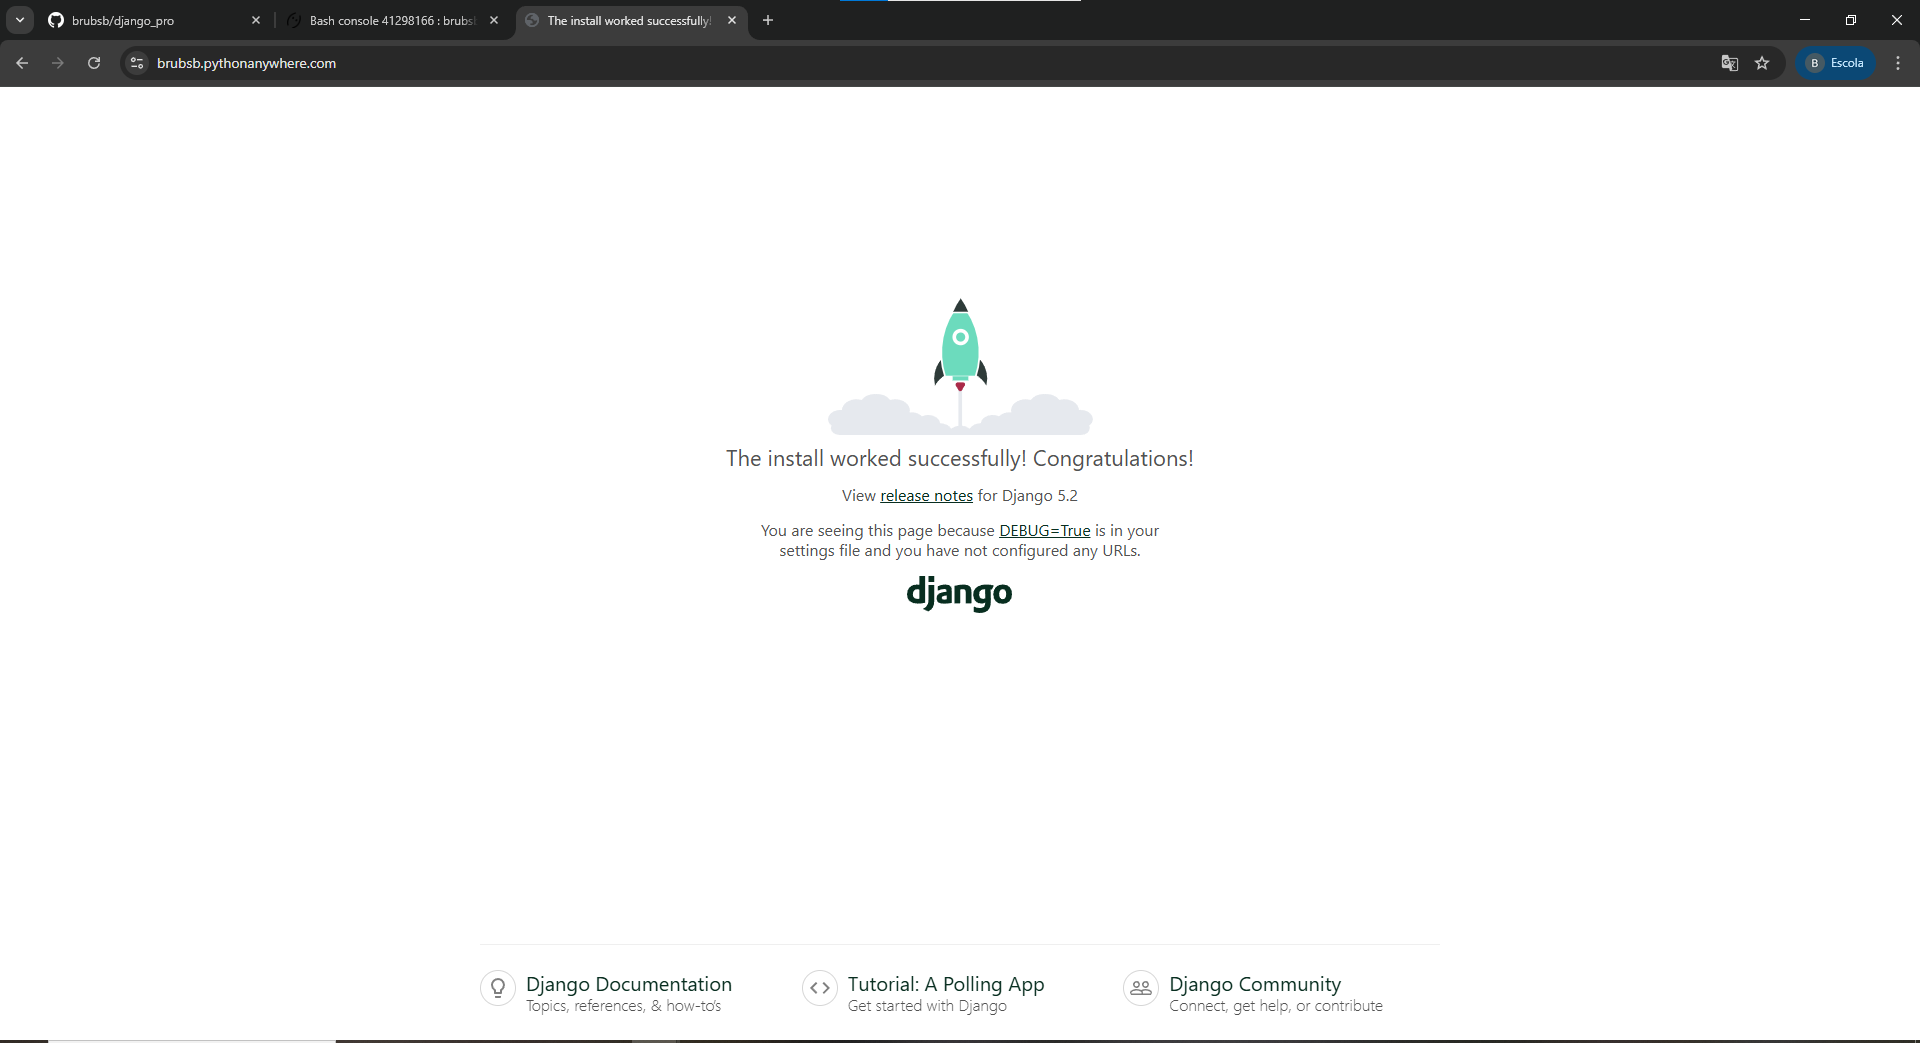 brubsb/django_pro
Bash console 41298166 : brubsb
The install worked successfully!
brubsb.pythonanywhere.com
B Escola
The install worked successfully! Congratulations!
View release notes for Django 5.2
You are seeing this page because DEBUG=True is in your
settings file and you have not configured any URLs.
django
Django Documentation
Topics, references, & how-to's
Tutorial: A Polling App
Get started with Django
Django Community
Connect, get help, or contribute